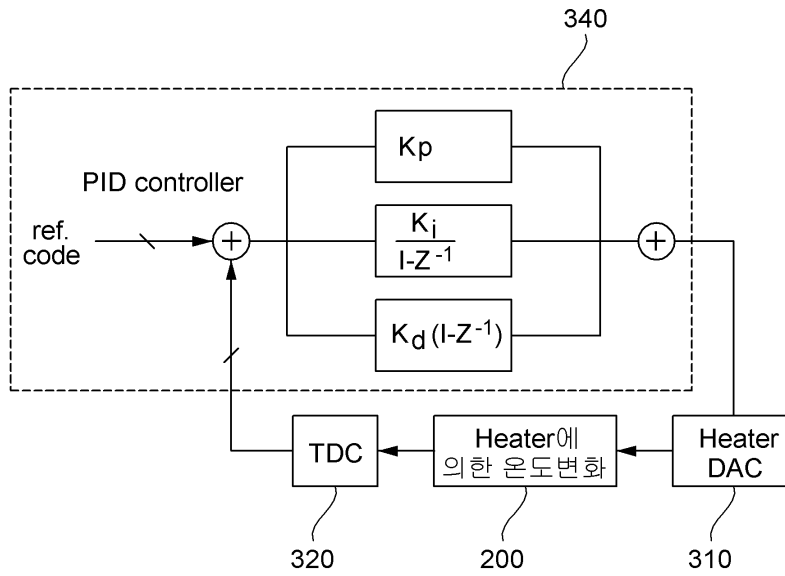 340
PID controller
ref.
code
+
Kp
Ki
I-Z⁻¹
Kd(I-Z⁻¹)
+
TDC
Heater에
의한 온도변화
Heater
DAC
320
200
310